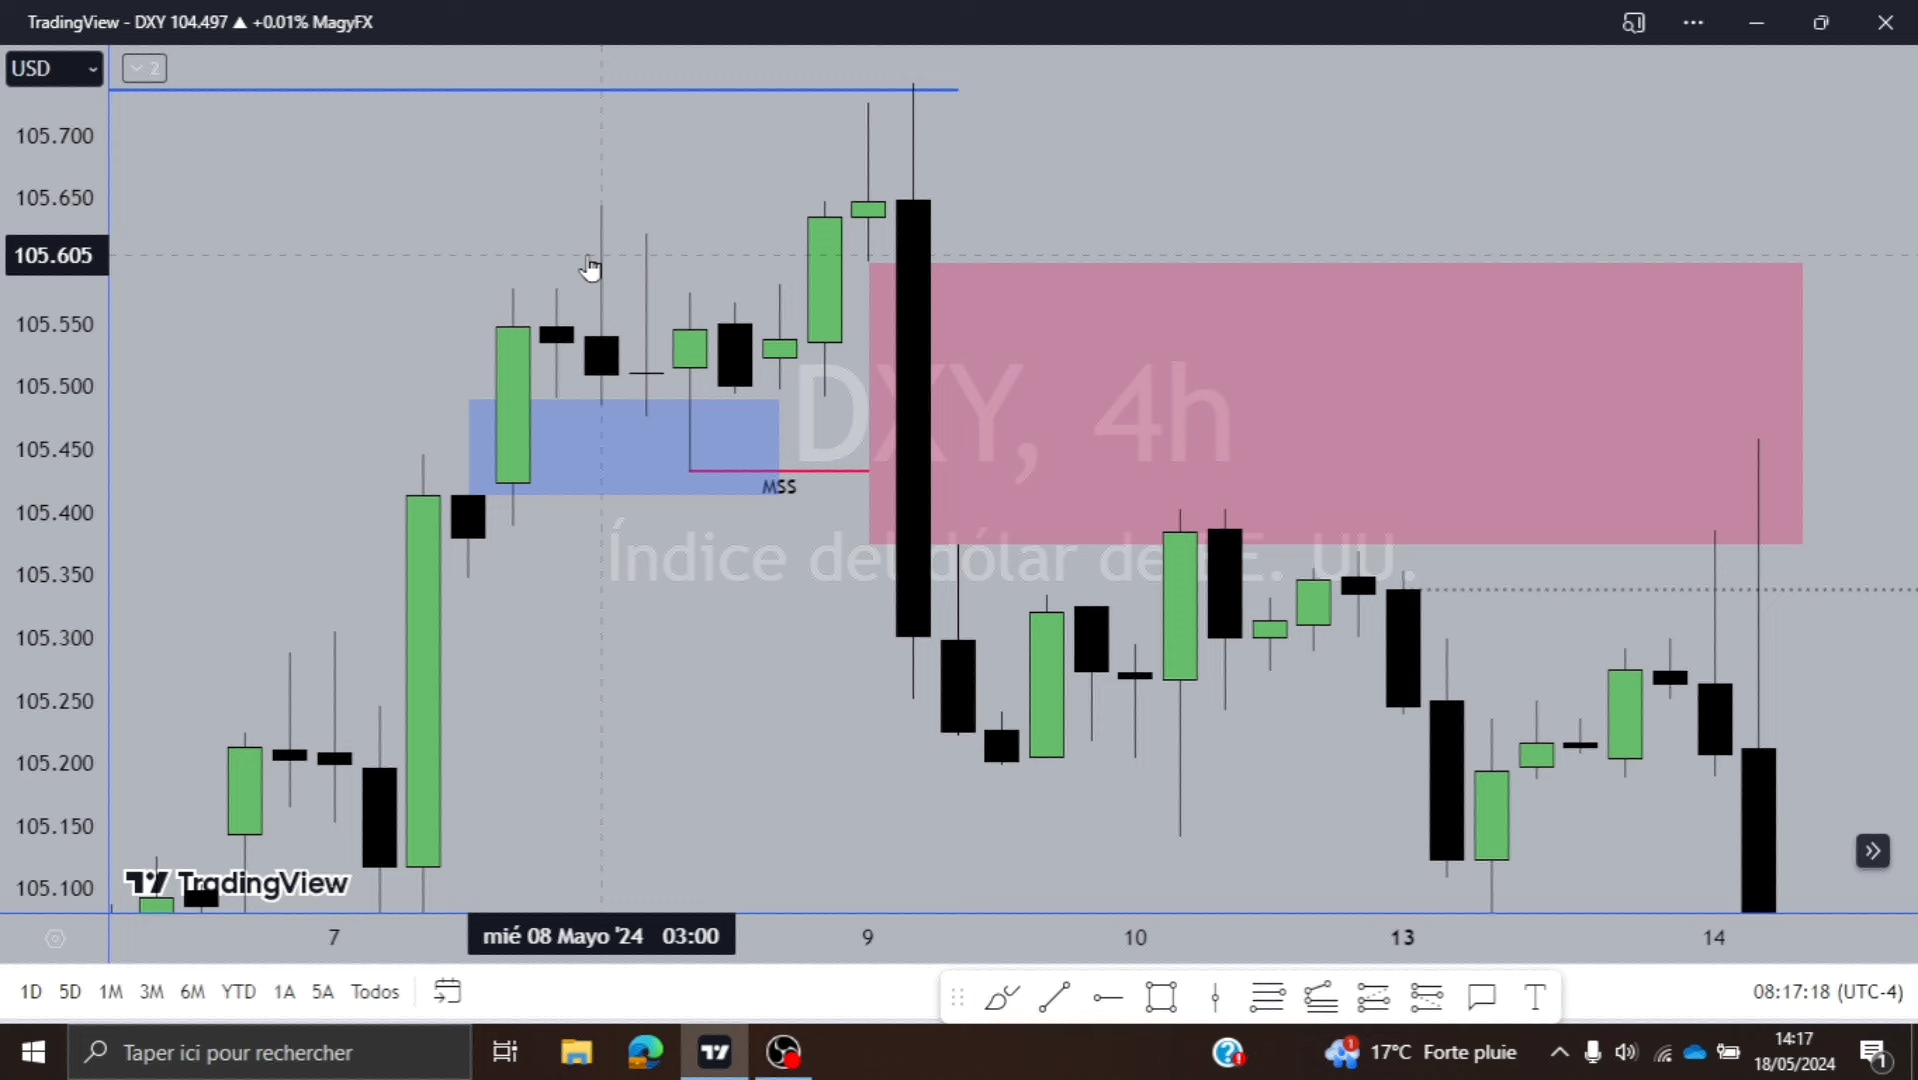 TradingView - DXY 104.497 ▲ +0.01% MagyFX
USD
2
105.700
105.650
105.605
105.550
105.500
105.450
105.400
105.350
105.300
105.250
105.200
105.150
105.100
DXY, 4h
Índice del dólar de EE. UU.
MSS
TradingView
7
mié 08 Mayo '24 03:00
9
10
13
14
1D 5D 1M 3M 6M YTD 1A 5A Todos
T
08:17:18 (UTC-4)
Taper ici pour rechercher
1
17°C Forte pluie
14:17
18/05/2024
1